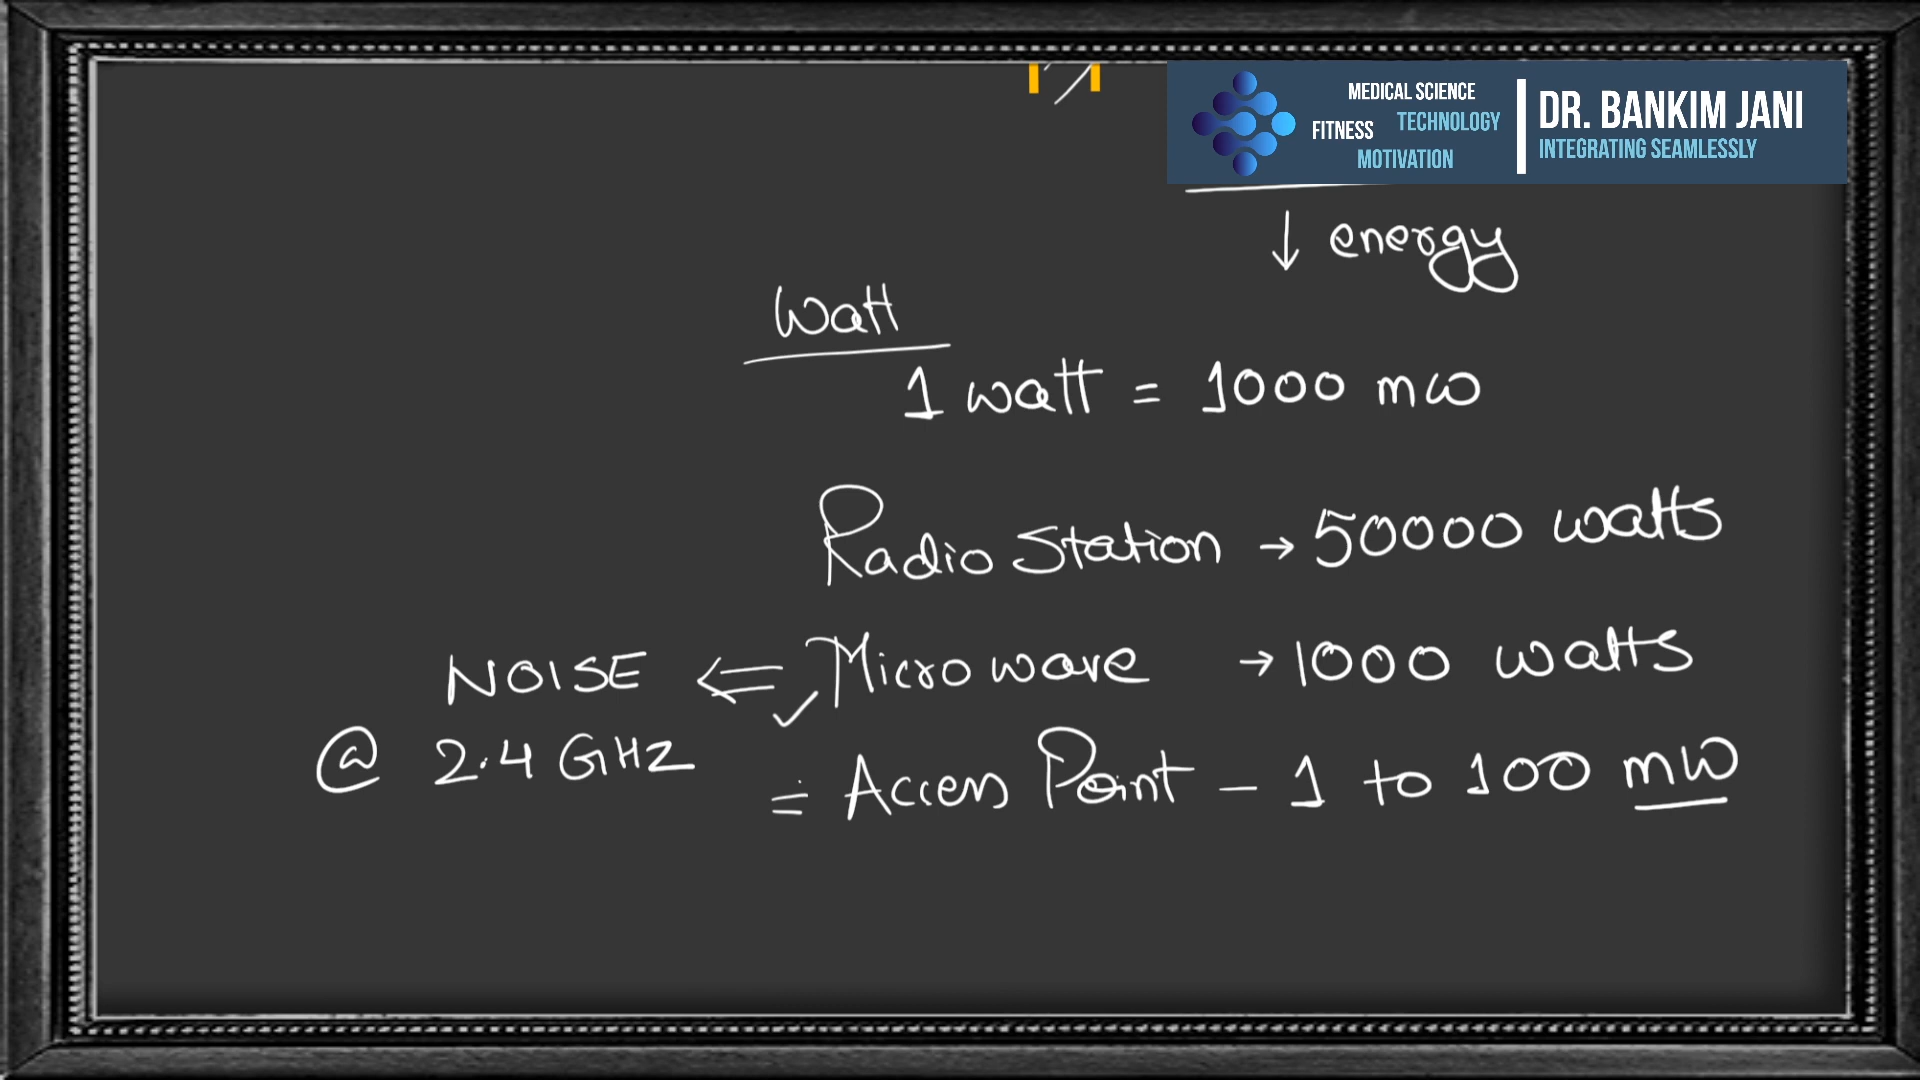 MEDICAL SCIENCE
FITNESS TECHNOLOGY
MOTIVATION
DR. BANKIM JANI
INTEGRATING SEAMLESSLY
↓ energy
Watt
1 watt = 1000 mw
Radio Station → 50000 watts
NOISE ⇐ Microwave → 1000 watts
@ 2.4 GHZ
= Access Point - 1 to 100 mw